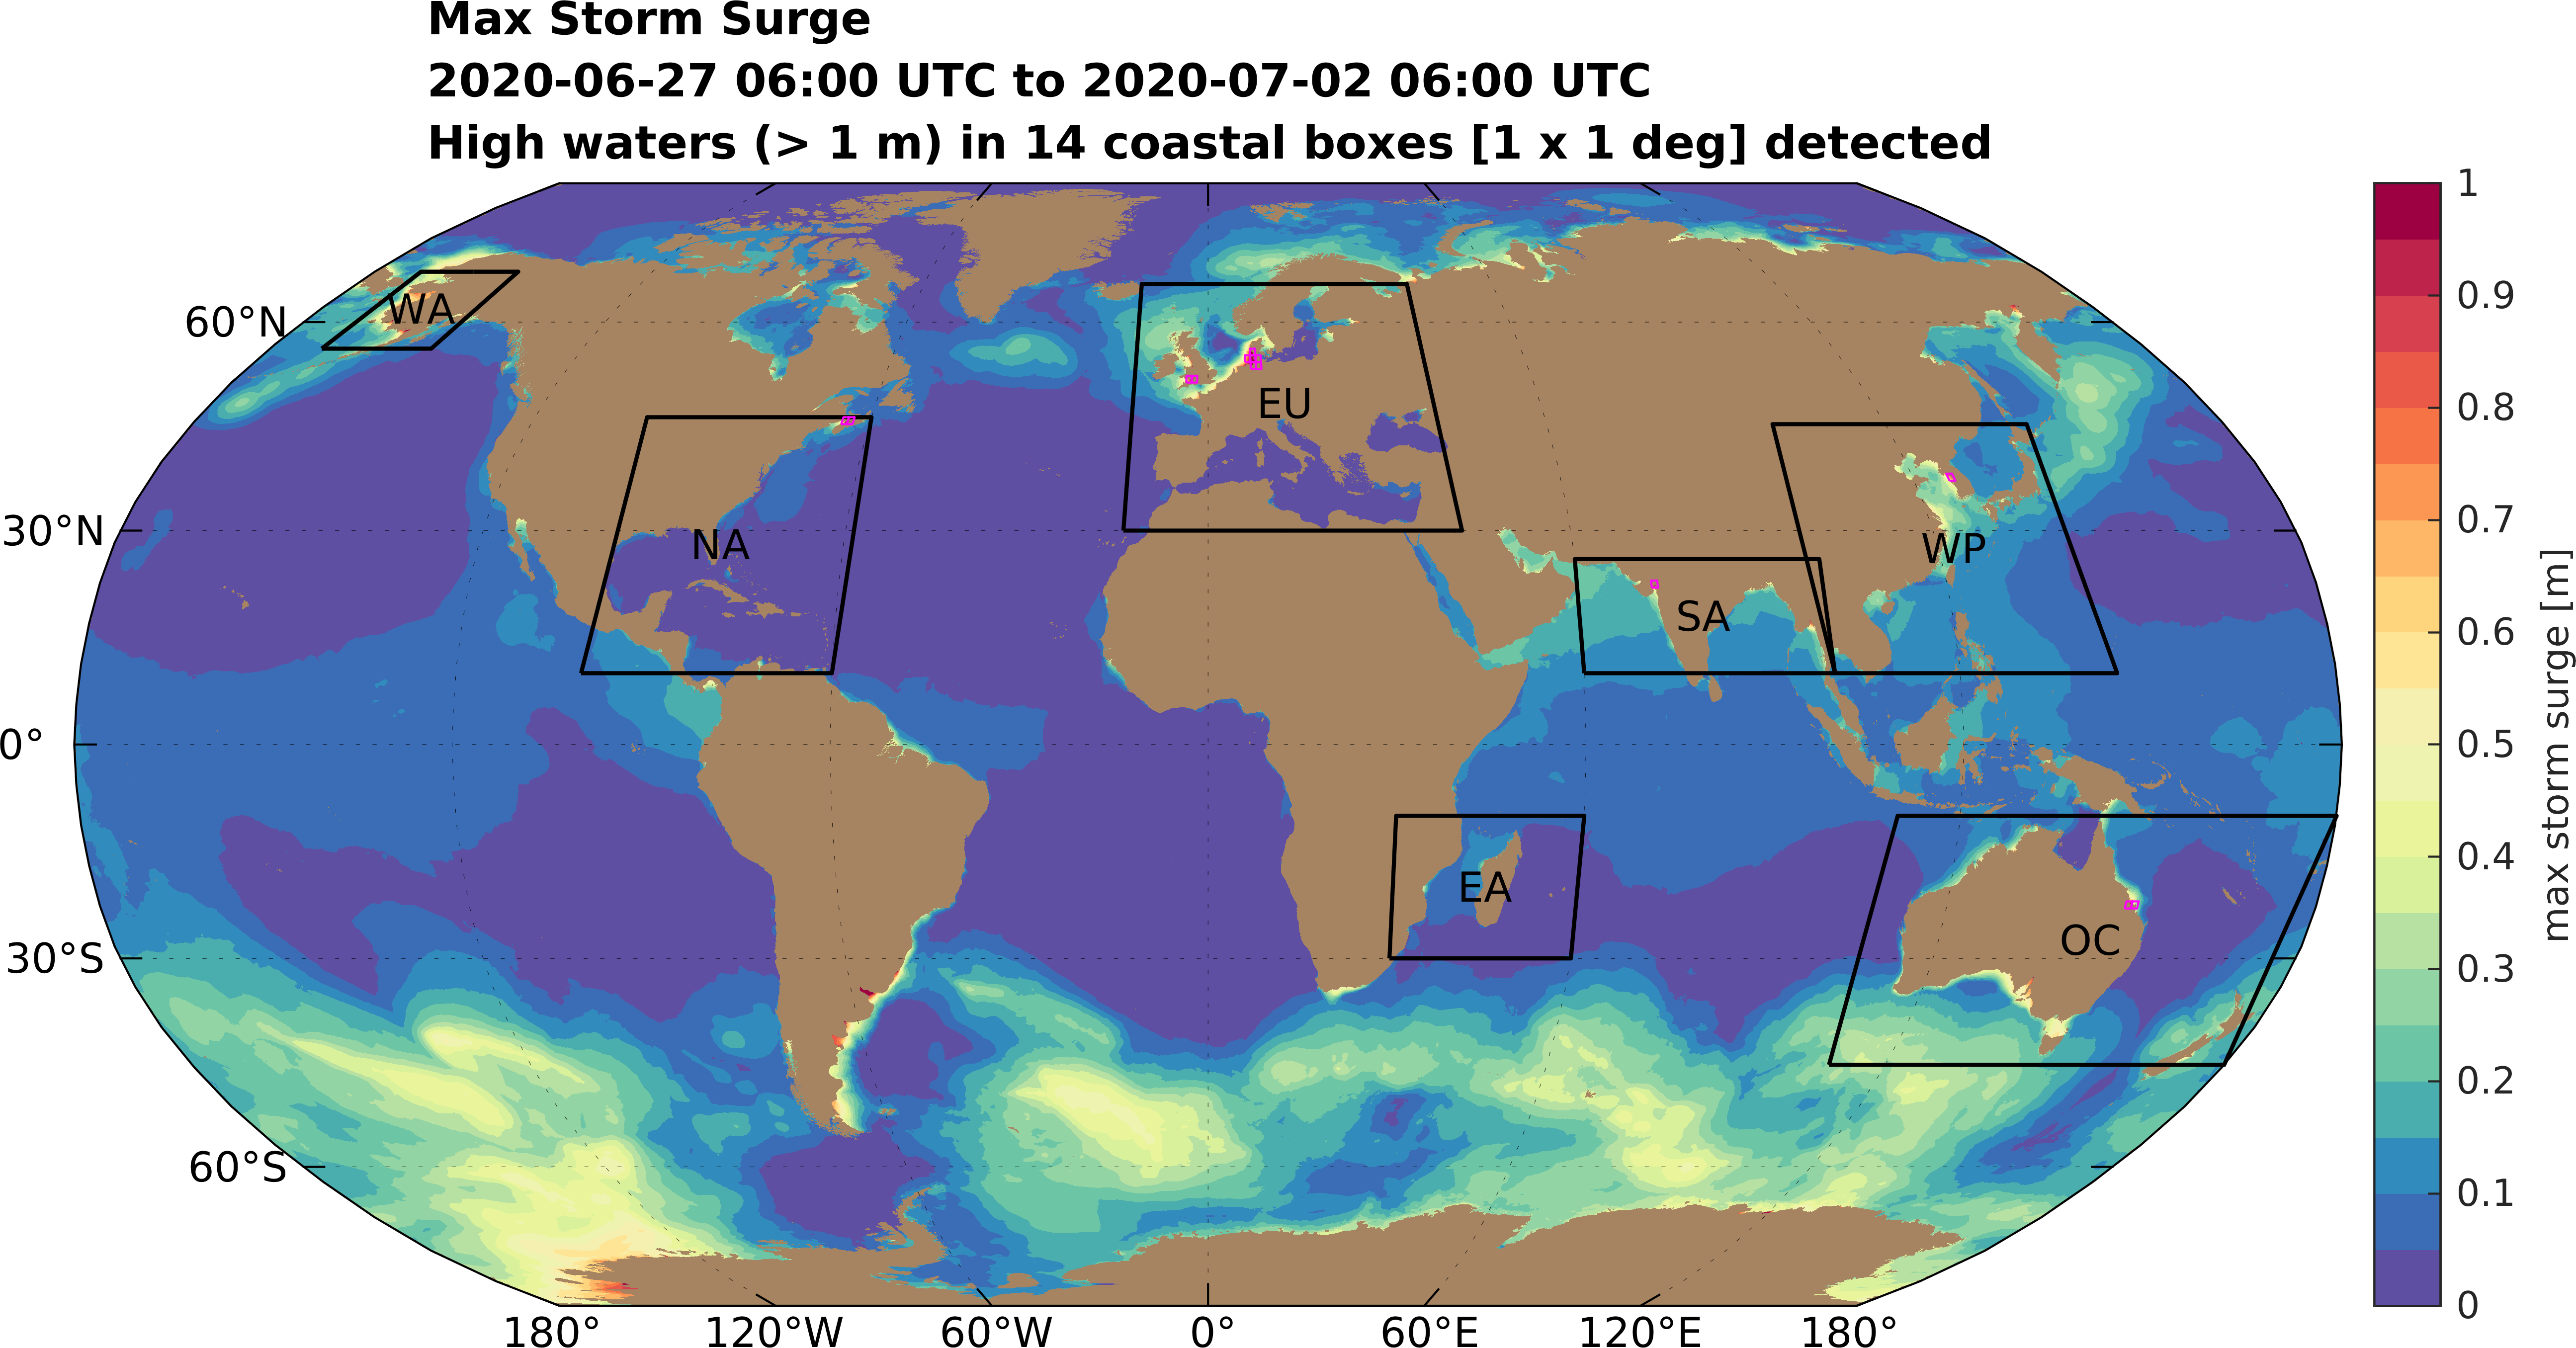 Max Storm Surge
2020-06-27 06:00 UTC to 2020-07-02 06:00 UTC
High waters (> 1 m) in 14 coastal boxes [1 x 1 deg] detected
60°N
30°N
0°
30°S
60°S
WA
NA
EU
SA
WP
EA
OC
180°
120°W
60°W
0°
60°E
120°E
180°
1
0.9
0.8
0.7
0.6
0.5
0.4
0.3
0.2
0.1
0
max storm surge [m]